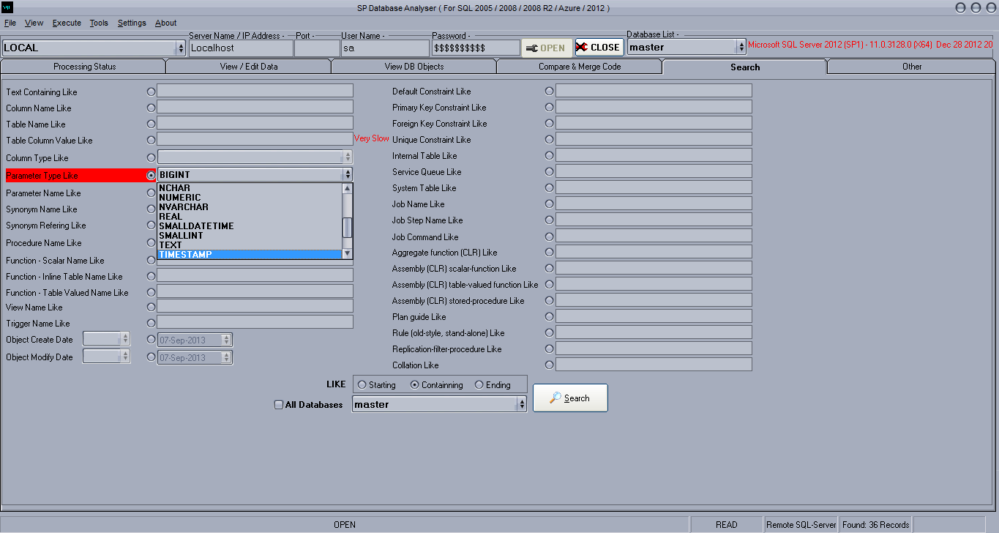 SQL
SP Database Analyser ( For SQL 2005 / 2008 / 2008 R2 / Azure / 2012 )
File View Execute Tools Settings About
Server Name / IP Address - Port - User Name - Password - Database List -
LOCAL Localhost sa $$$$$$$$$$ OPEN CLOSE master Microsoft SQL Server 2012 (SP1) - 11.0.3128.0 (X64) Dec 28 2012 20
Processing Status View / Edit Data View DB Objects Compare & Merge Code Search Other
Text Containing Like
Column Name Like
Table Name Like
Table Column Value Like Very Slow
Column Type Like
Parameter Type Like BIGINT
NCHAR
NUMERIC
NVARCHAR
REAL
SMALLDATETIME
SMALLINT
TEXT
TIMESTAMP
Parameter Name Like
Synonym Name Like
Synonym Refering Like
Procedure Name Like
Function - Scalar Name Like
Function - Inline Table Name Like
Function - Table Valued Name Like
View Name Like
Trigger Name Like
Object Create Date 07-Sep-2013
Object Modify Date 07-Sep-2013
Default Constraint Like
Primary Key Constraint Like
Foreign Key Constraint Like
Unique Constraint Like
Internal Table Like
Service Queue Like
System Table Like
Job Name Like
Job Step Name Like
Job Command Like
Aggregate function (CLR) Like
Assembly (CLR) scalar-function Like
Assembly (CLR) table-valued function Like
Assembly (CLR) stored-procedure Like
Plan guide Like
Rule (old-style, stand-alone) Like
Replication-filter-procedure Like
Collation Like
LIKE Starting Containning Ending
All Databases master Search
OPEN READ Remote SQL-Server Found: 36 Records